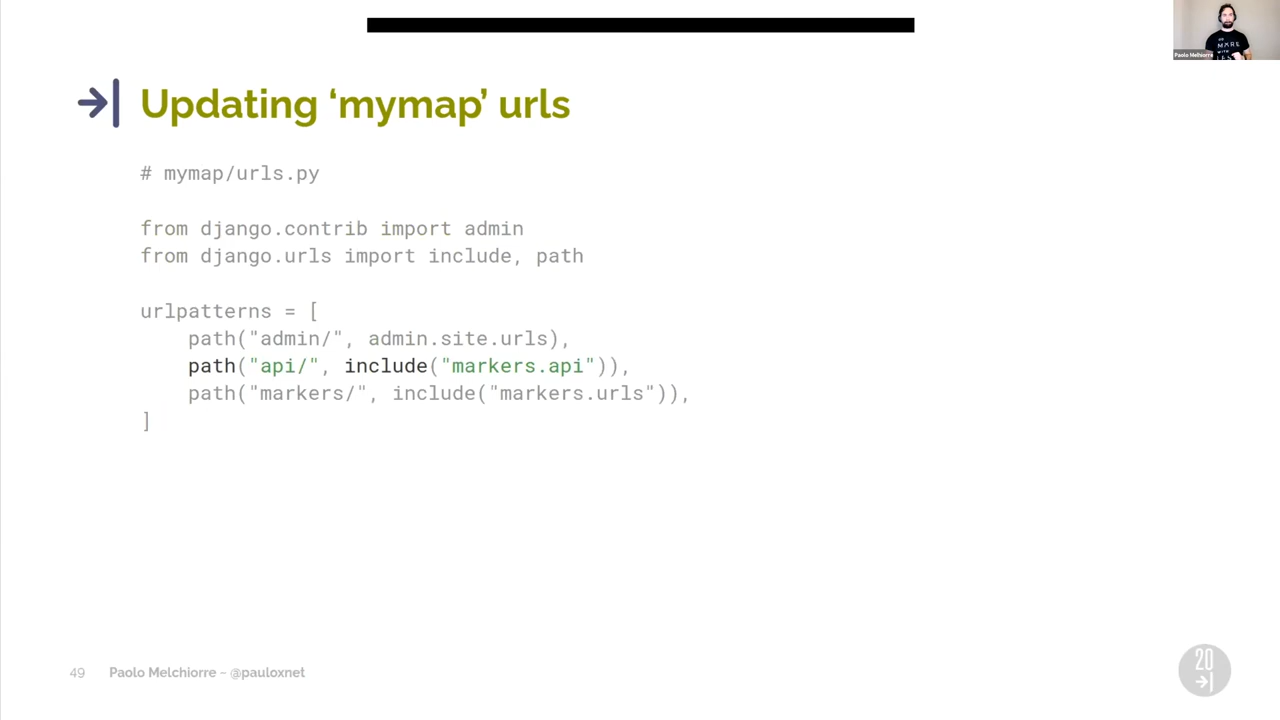 Paolo Melhiorre
Updating ‘mymap’ urls
# mymap/urls.py
from django.contrib import admin
from django.urls import include, path
urlpatterns = [
path("admin/", admin.site.urls),
path("api/", include("markers.api")),
path("markers/", include("markers.urls")),
]
49 Paolo Melchiorre – @pauloxnet
20